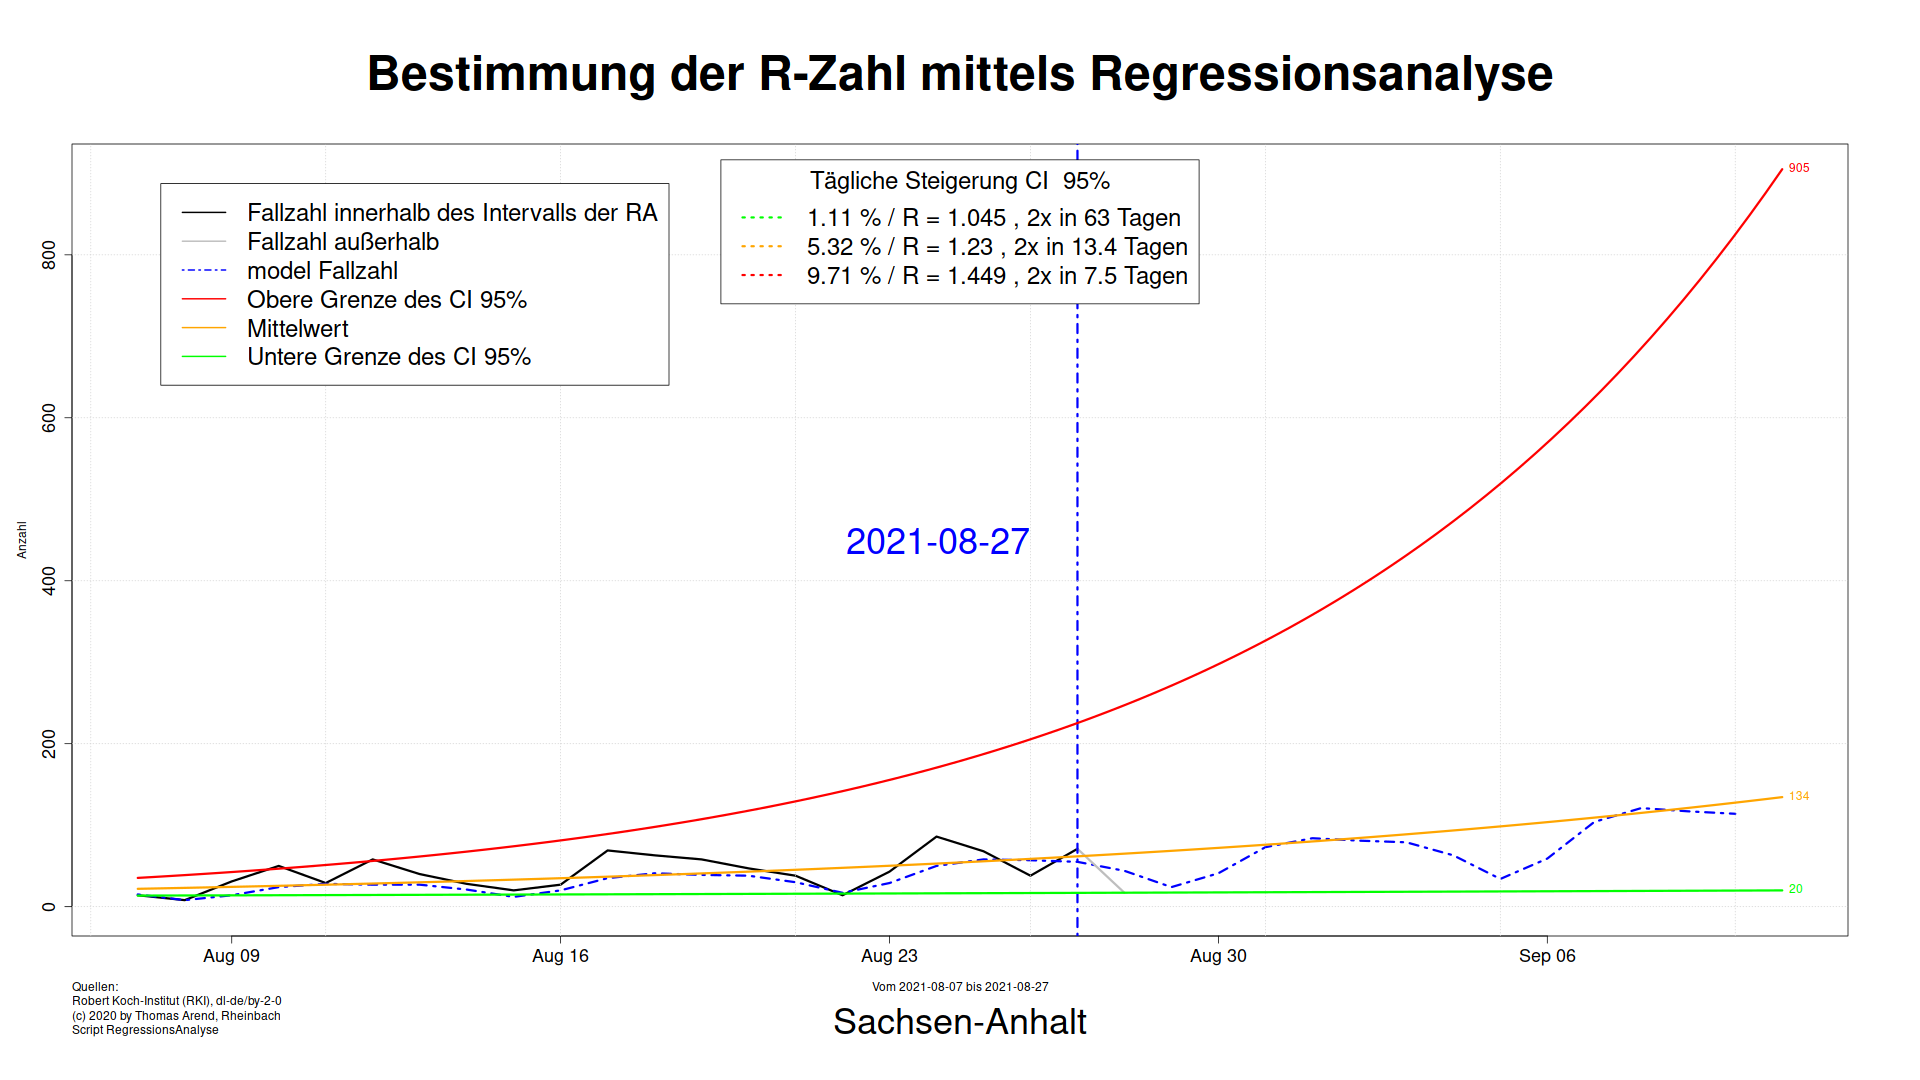 Bestimmung der R-Zahl mittels Regressionsanalyse
Fallzahl innerhalb des Intervalls der RA
Fallzahl außerhalb
model Fallzahl
Obere Grenze des CI 95%
Mittelwert
Untere Grenze des CI 95%
Tägliche Steigerung CI  95%
1.11 % / R = 1.045 , 2x in 63 Tagen
5.32 % / R = 1.23 , 2x in 13.4 Tagen
9.71 % / R = 1.449 , 2x in 7.5 Tagen
905
134
20
2021-08-27
Anzahl
800
600
400
200
0
Aug 09
Aug 16
Aug 23
Aug 30
Sep 06
Quellen:
Robert Koch-Institut (RKI), dl-de/by-2-0
(c) 2020 by Thomas Arend, Rheinbach
Script RegressionsAnalyse
Vom 2021-08-07 bis 2021-08-27
Sachsen-Anhalt